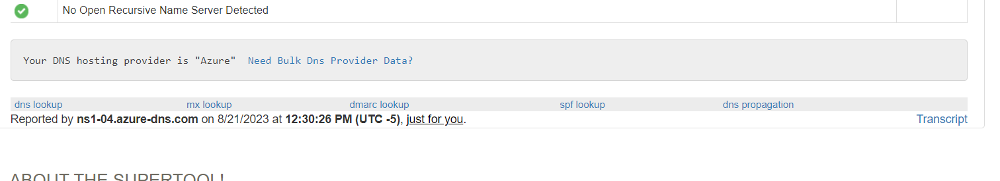 No Open Recursive Name Server Detected
Your DNS hosting provider is "Azure" Need Bulk Dns Provider Data?
dns lookup mx lookup dmarc lookup spf lookup dns propagation
Reported by ns1-04.azure-dns.com on 8/21/2023 at 12:30:26 PM (UTC -5), just for you. Transcript
ABOUT THE SUPERTOOL!